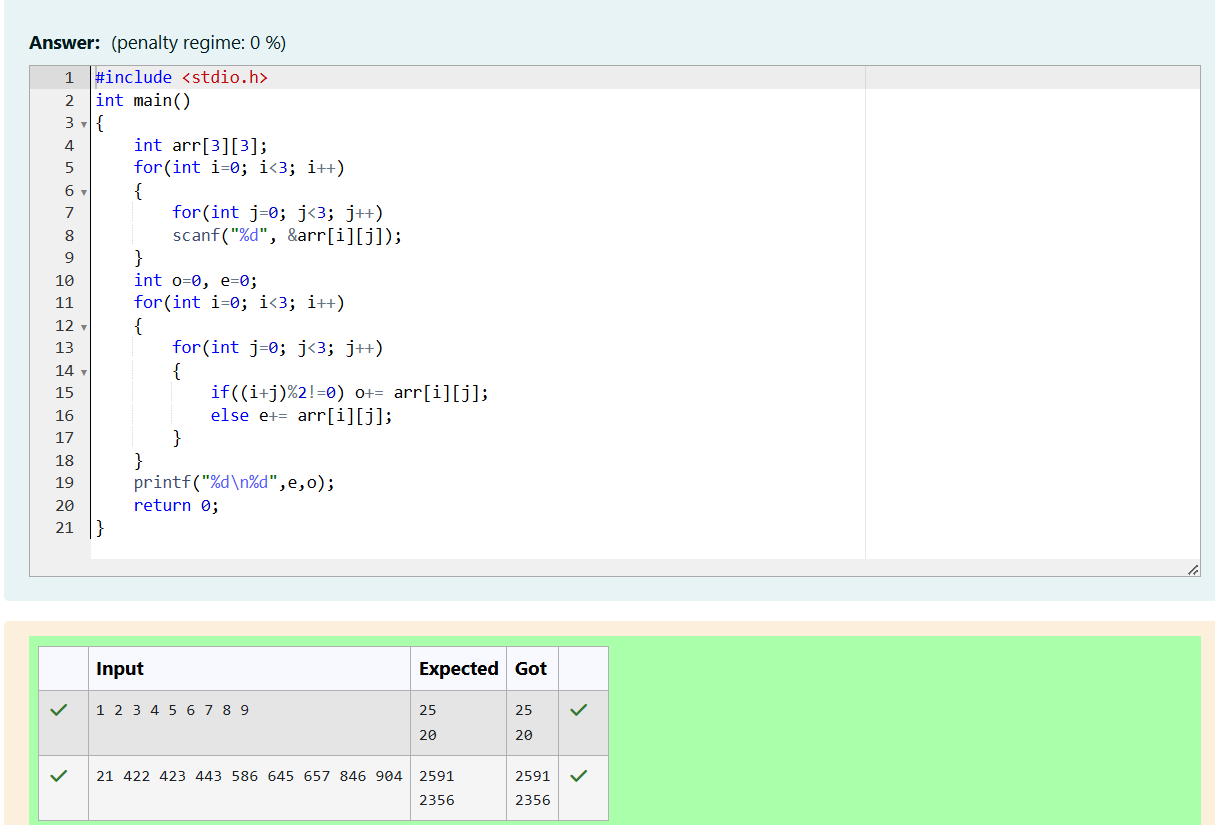 Answer: (penalty regime: 0 %)
1 #include <stdio.h>
2 int main()
3 {
4     int arr[3][3];
5     for(int i=0; i<3; i++)
6     {
7         for(int j=0; j<3; j++)
8         scanf("%d", &arr[i][j]);
9     }
10     int o=0, e=0;
11     for(int i=0; i<3; i++)
12     {
13         for(int j=0; j<3; j++)
14         {
15             if((i+j)%2!=0) o+= arr[i][j];
16             else e+= arr[i][j];
17         }
18     }
19     printf("%d\n%d",e,o);
20     return 0;
21 }
Input Expected Got
1 2 3 4 5 6 7 8 9 25 25
20 20
21 422 423 443 586 645 657 846 904 2591 2591
2356 2356